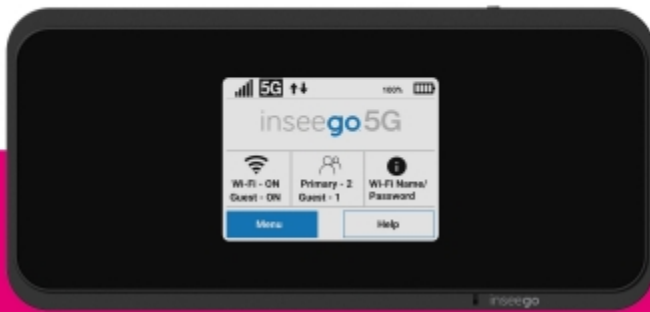 5G 100%
inseego 5G
Wi-Fi - ON
Guest - ON
Primary - 2
Guest - 1
Wi-Fi Name/
Password
Menu
Help
inseego